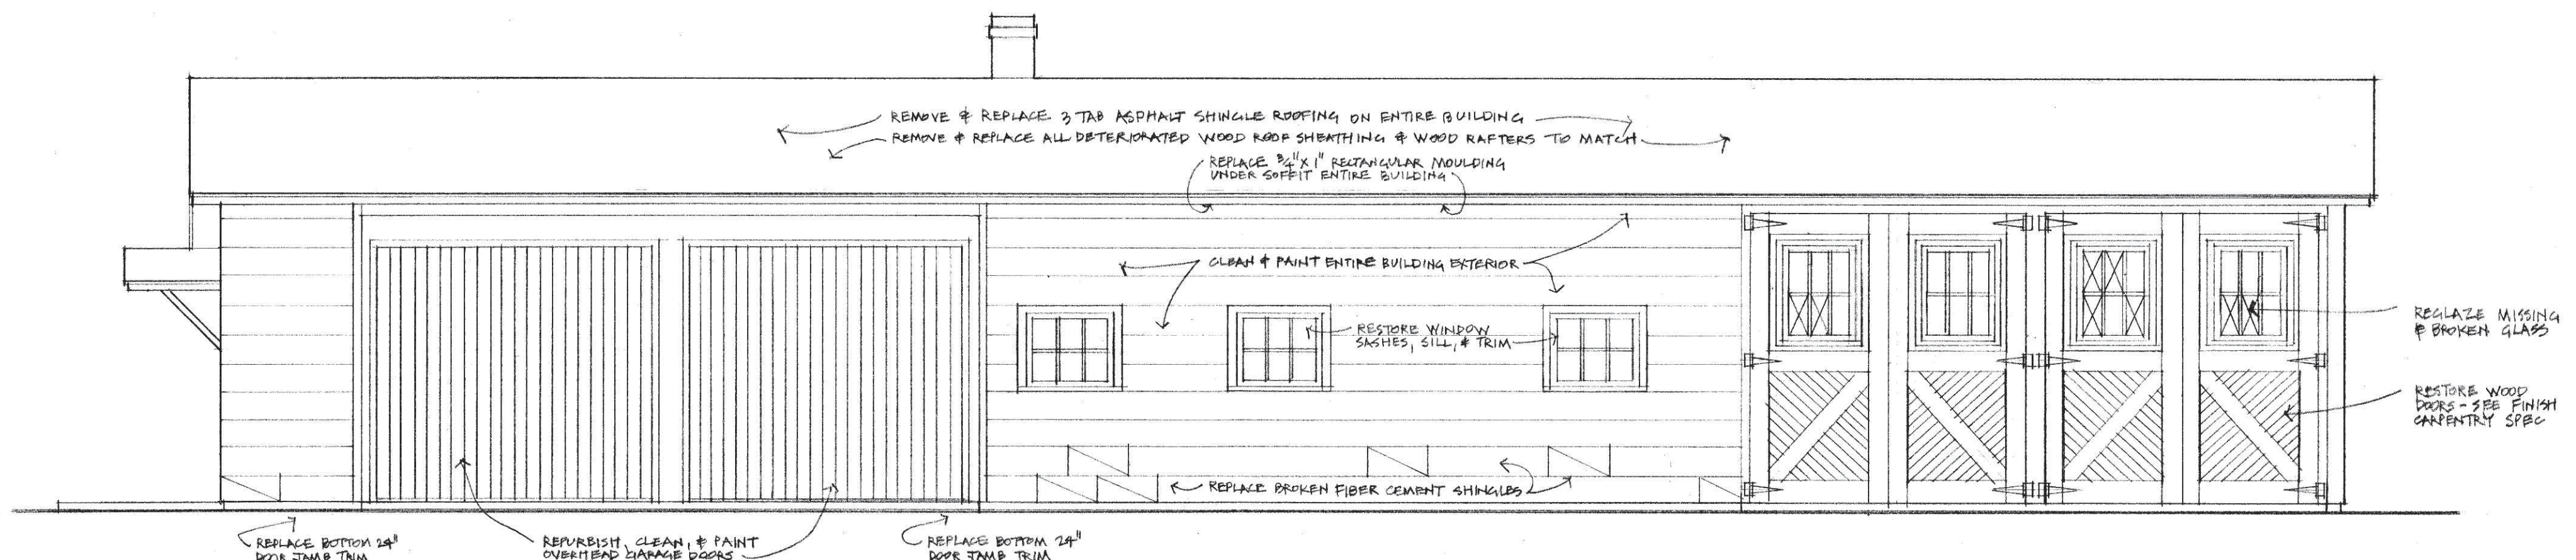 REMOVE & REPLACE 3 TAB ASPHALT SHINGLE ROOFING ON ENTIRE BUILDING
REMOVE & REPLACE ALL DETERIORATED WOOD ROOF SHEATHING & WOOD RAFTERS TO MATCH
REPLACE 3/4" X 1" RECTANGULAR MOULDING
UNDER SOFFIT ENTIRE BUILDING
CLEAN & PAINT ENTIRE BUILDING EXTERIOR
RESTORE WINDOW
SASHES, SILL, & TRIM
REGLAZE MISSING
& BROKEN GLASS
RESTORE WOOD
DOORS - SEE FINISH
CARPENTRY SPEC
REPLACE BROKEN FIBER CEMENT SHINGLES
REPLACE BOTTOM 24"
DOOR JAMB TRIM
REFURBISH, CLEAN, & PAINT
OVERHEAD GARAGE DOORS
REPLACE BOTTOM 24"
DOOR JAMB TRIM